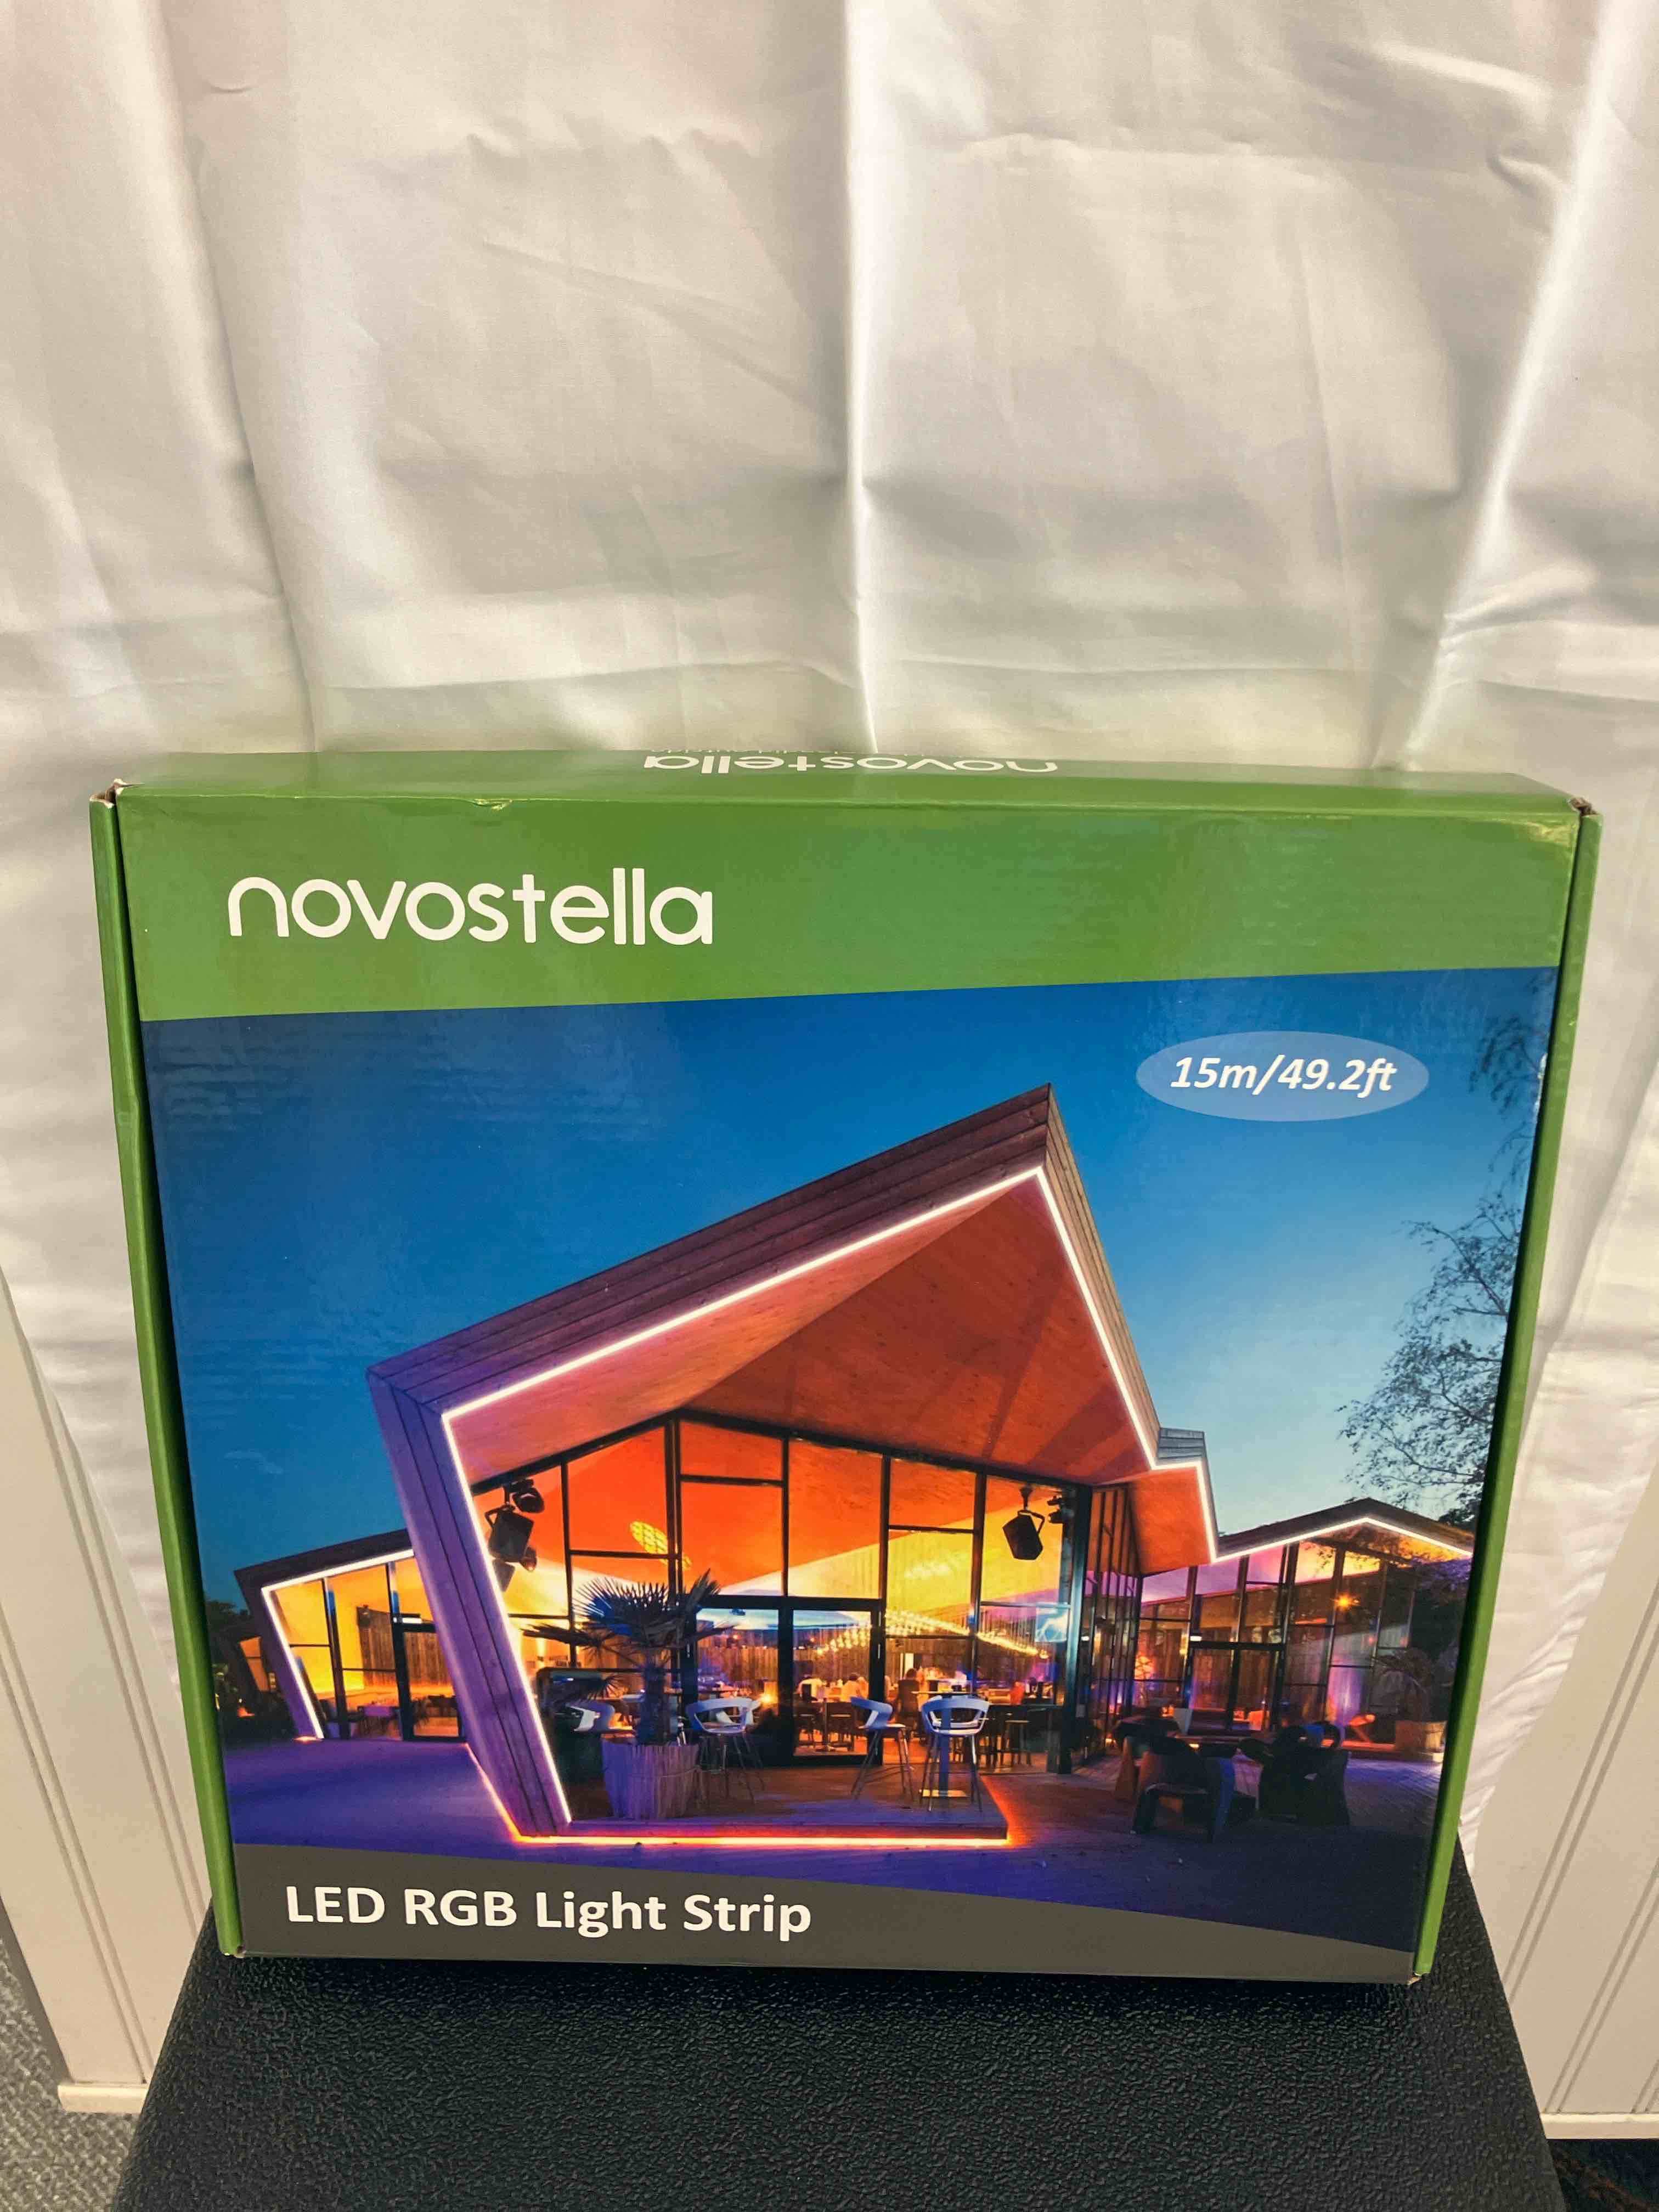 novostella
novostella
15m/49.2ft
LED RGB Light Strip